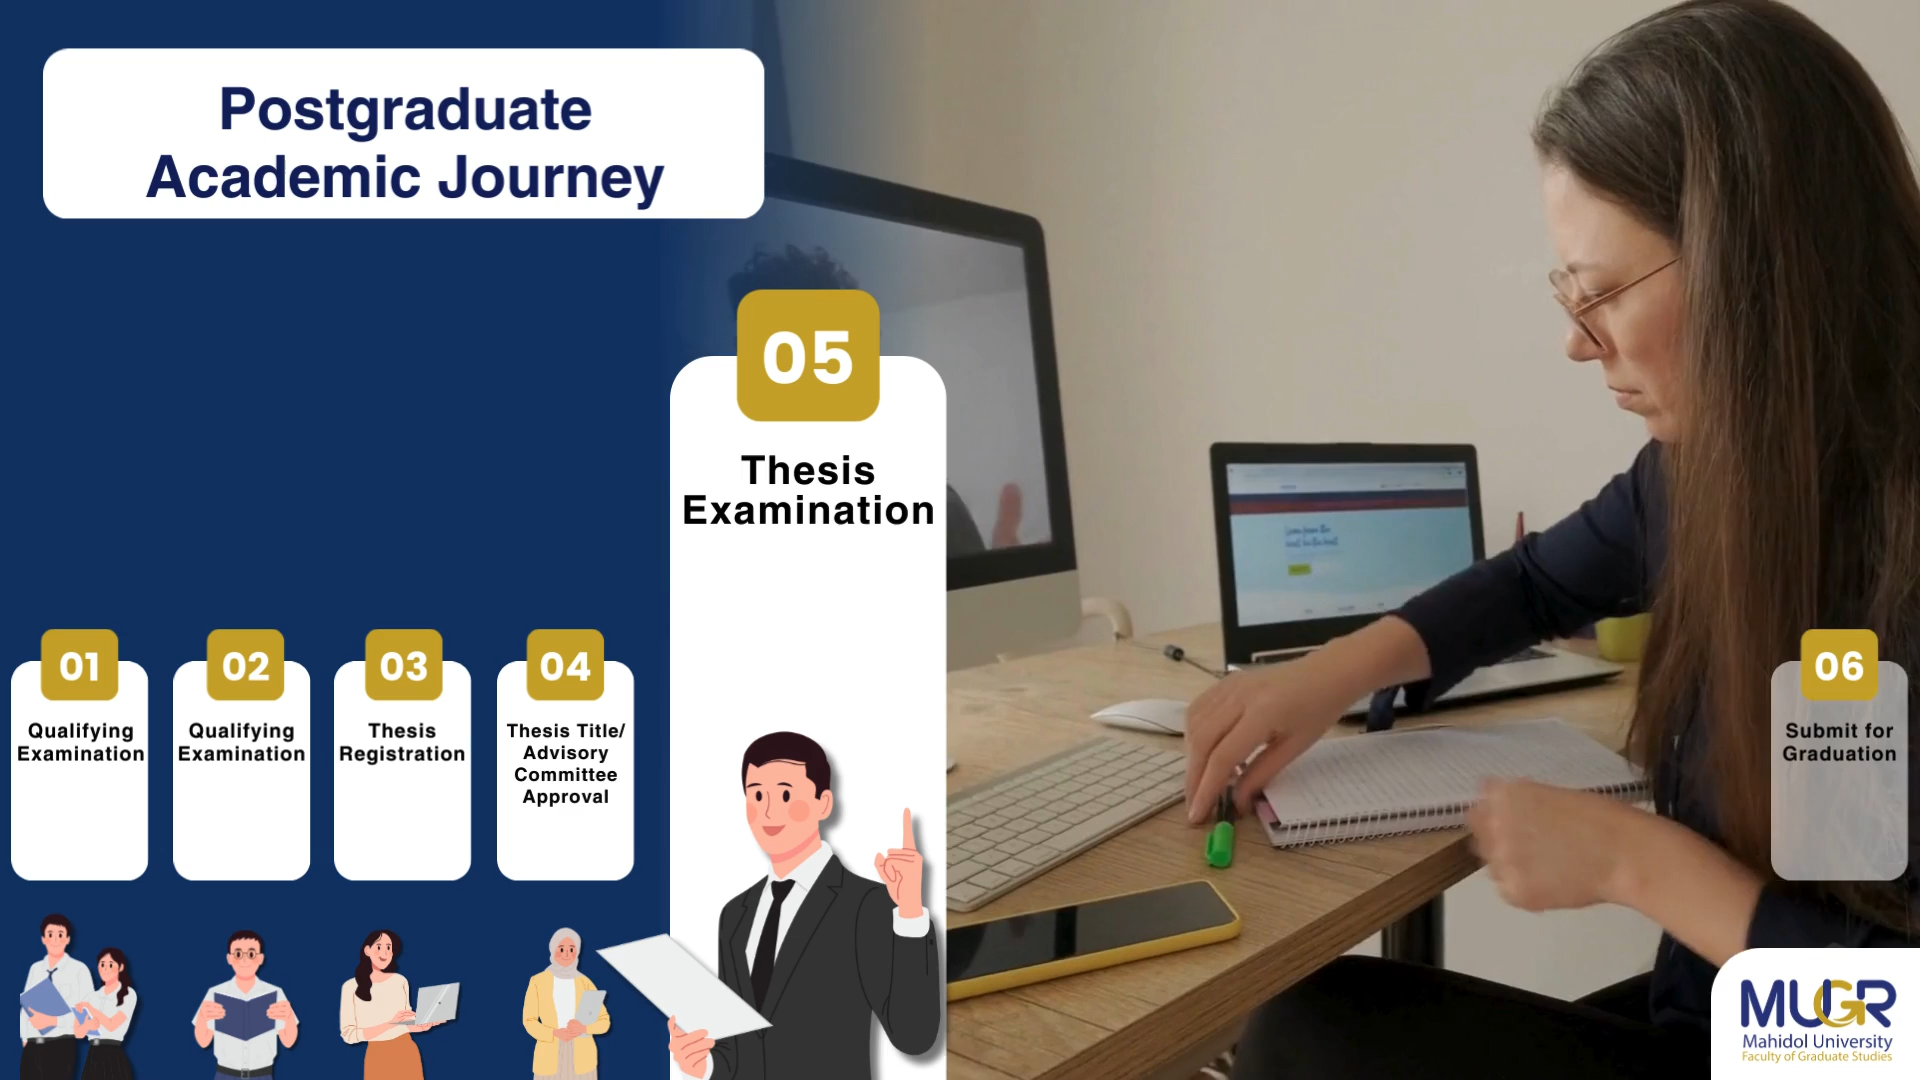 Postgraduate
Academic Journey
01
Qualifying
Examination
02
Qualifying
Examination
03
Thesis
Registration
04
Thesis Title/
Advisory
Committee
Approval
05
Thesis
Examination
06
Submit for
Graduation
MUGR
Mahidol University
Faculty of Graduate Studies